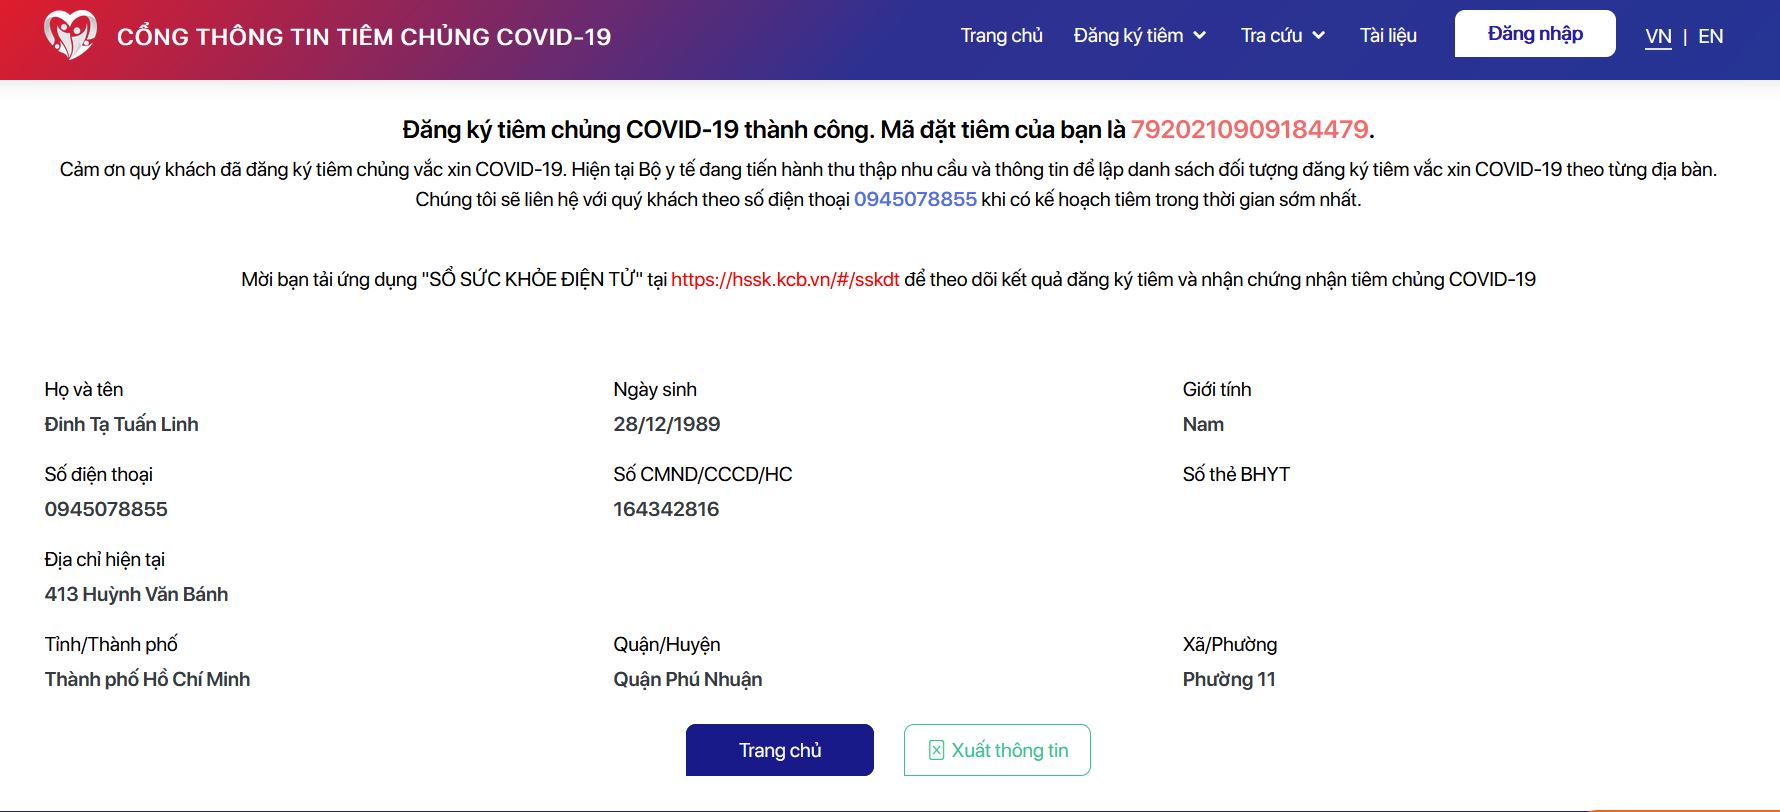 CỔNG THÔNG TIN TIÊM CHỦNG COVID-19
Trang chủ Đăng ký tiêm Tra cứu Tài liệu Đăng nhập VN | EN
Đăng ký tiêm chủng COVID-19 thành công. Mã đặt tiêm của bạn là 7920210909184479.
Cảm ơn quý khách đã đăng ký tiêm chủng vắc xin COVID-19. Hiện tại Bộ y tế đang tiến hành thu thập nhu cầu và thông tin để lập danh sách đối tượng đăng ký tiêm vắc xin COVID-19 theo từng địa bàn.
Chúng tôi sẽ liên hệ với quý khách theo số điện thoại 0945078855 khi có kế hoạch tiêm trong thời gian sớm nhất.
Mời bạn tải ứng dụng "SỔ SỨC KHỎE ĐIỆN TỬ" tại https://hssk.kcb.vn/#/sskdt để theo dõi kết quả đăng ký tiêm và nhận chứng nhận tiêm chủng COVID-19
Họ và tên Ngày sinh Giới tính
Đinh Tạ Tuấn Linh 28/12/1989 Nam
Số điện thoại Số CMND/CCCD/HC Số thẻ BHYT
0945078855 164342816
Địa chỉ hiện tại
413 Huỳnh Văn Bánh
Tỉnh/Thành phố Quận/Huyện Xã/Phường
Thành phố Hồ Chí Minh Quận Phú Nhuận Phường 11
Trang chủ Xuất thông tin